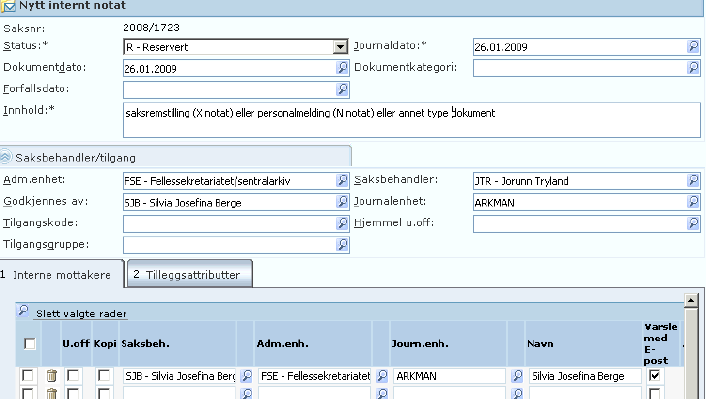 Nytt internt notat
Saksnr: 2008/1723
Status:* R - Reservert Journaldato:* 26.01.2009
Dokumentdato: 26.01.2009 Dokumentkategori:
Forfallsdato:
Innhold:* saksremstilling (X notat) eller personalmelding (N notat) eller annet type dokument
Saksbehandler/tilgang
Adm.enhet: FSE - Fellessekretariatet/sentralarkiv Saksbehandler: JTR - Jorunn Tryland
Godkjennes av: SJB - Silvia Josefina Berge Journalenhet: ARKMAN
Tilgangskode: Hjemmel u.off:
Tilgangsgruppe:
1 Interne mottakere 2 Tilleggsattributter
Slett valgte rader
U.off Kopi Saksbeh. Adm.enh. Journ.enh. Navn Varsle med E-post
SJB - Silvia Josefina Berg FSE - Fellessekretariatet ARKMAN Silvia Josefina Berge